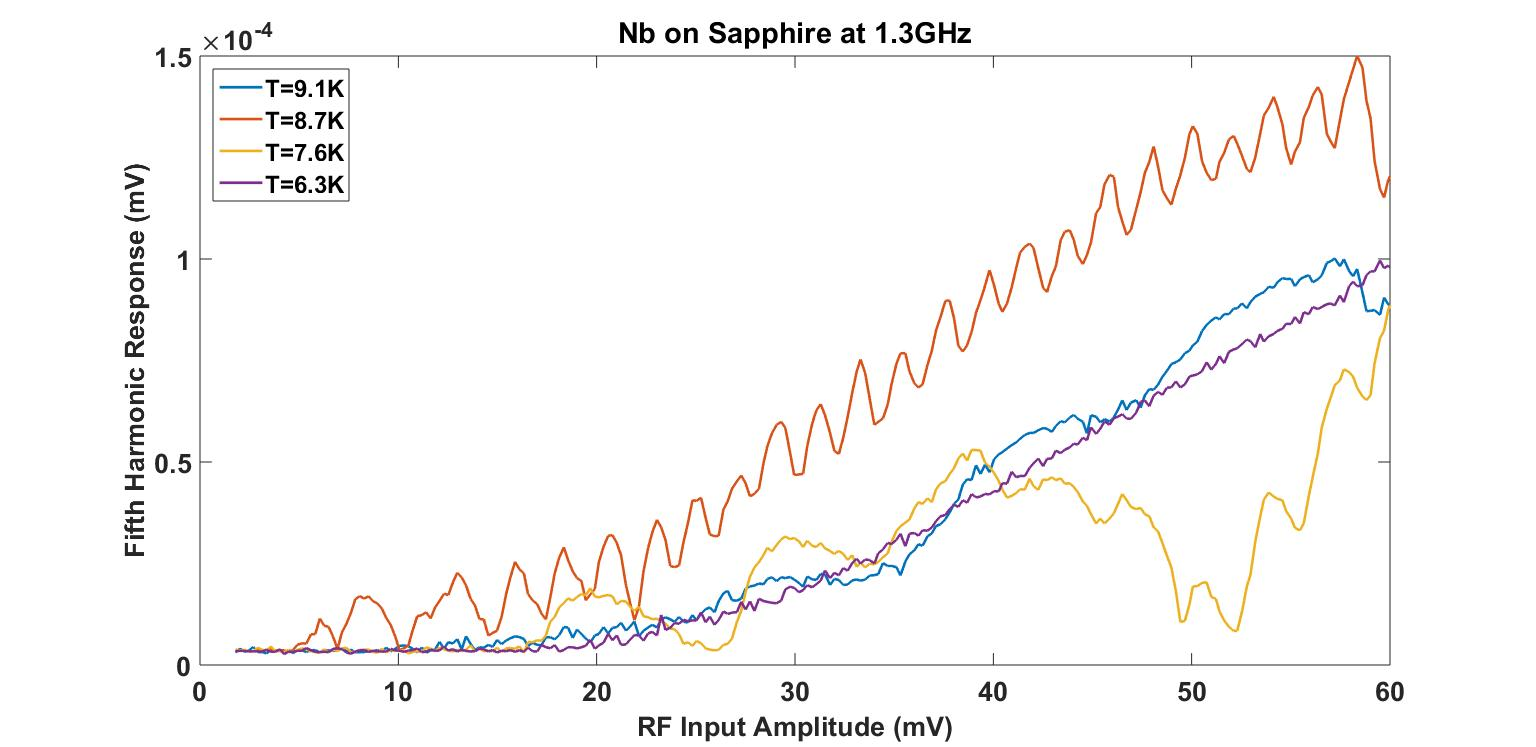 Nb on Sapphire at 1.3GHz
×10-4
1.5
1
0.5
0
T=9.1K
T=8.7K
T=7.6K
T=6.3K
Fifth Harmonic Response (mV)
0 10 20 30 40 50 60
RF Input Amplitude (mV)